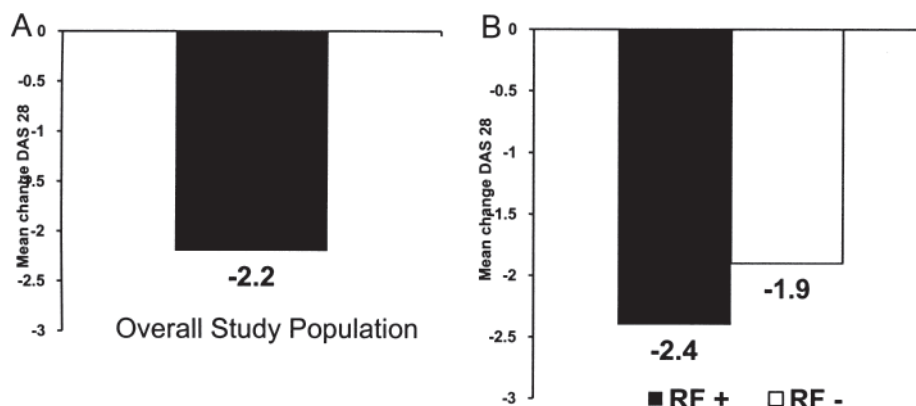 A
0
-0.5
-1
-1.5
-2
-2.5
-3
Mean change DAS 28
-2.2
Overall Study Population
B
0
-0.5
-1
-1.5
-2
-2.5
-3
Mean change DAS 28
-2.4
-1.9
RF + RF -